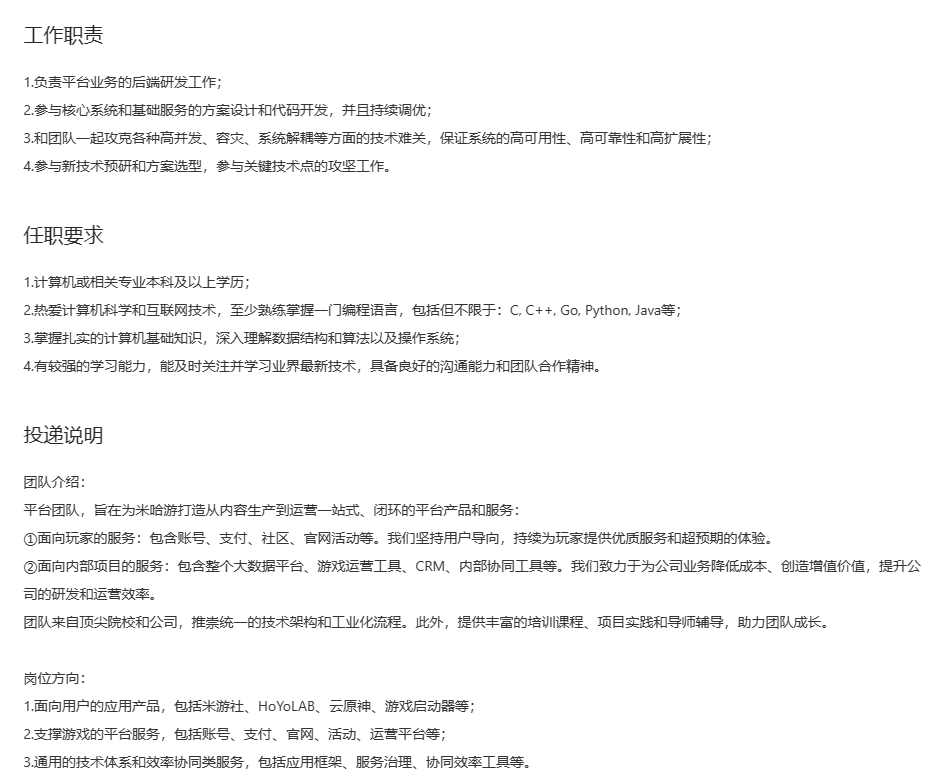 工作职责
1.负责平台业务的后端研发工作；
2.参与核心系统和基础服务的方案设计和代码开发，并且持续调优；
3.和团队一起攻克各种高并发、容灾、系统解耦等方面的技术难关，保证系统的高可用性、高可靠性和高扩展性；
4.参与新技术预研和方案选型，参与关键技术点的攻坚工作。
任职要求
1.计算机或相关专业本科及以上学历；
2.热爱计算机科学和互联网技术，至少熟练掌握一门编程语言，包括但不限于：C, C++, Go, Python, Java等；
3.掌握扎实的计算机基础知识，深入理解数据结构和算法以及操作系统；
4.有较强的学习能力，能及时关注并学习业界最新技术，具备良好的沟通能力和团队合作精神。
投递说明
团队介绍：
平台团队，旨在为米哈游打造从内容生产到运营一站式、闭环的平台产品和服务：
①面向玩家的服务：包含账号、支付、社区、官网活动等。我们坚持用户导向，持续为玩家提供优质服务和超预期的体验。
②面向内部项目的服务：包含整个大数据平台、游戏运营工具、CRM、内部协同工具等。我们致力于为公司业务降低成本、创造增值价值，提升公
司的研发和运营效率。
团队来自顶尖院校和公司，推崇统一的技术架构和工业化流程。此外，提供丰富的培训课程、项目实践和导师辅导，助力团队成长。
岗位方向：
1.面向用户的应用产品，包括米游社、HoYoLAB、云原神、游戏启动器等；
2.支撑游戏的平台服务，包括账号、支付、官网、活动、运营平台等；
3.通用的技术体系和效率协同类服务，包括应用框架、服务治理、协同效率工具等。